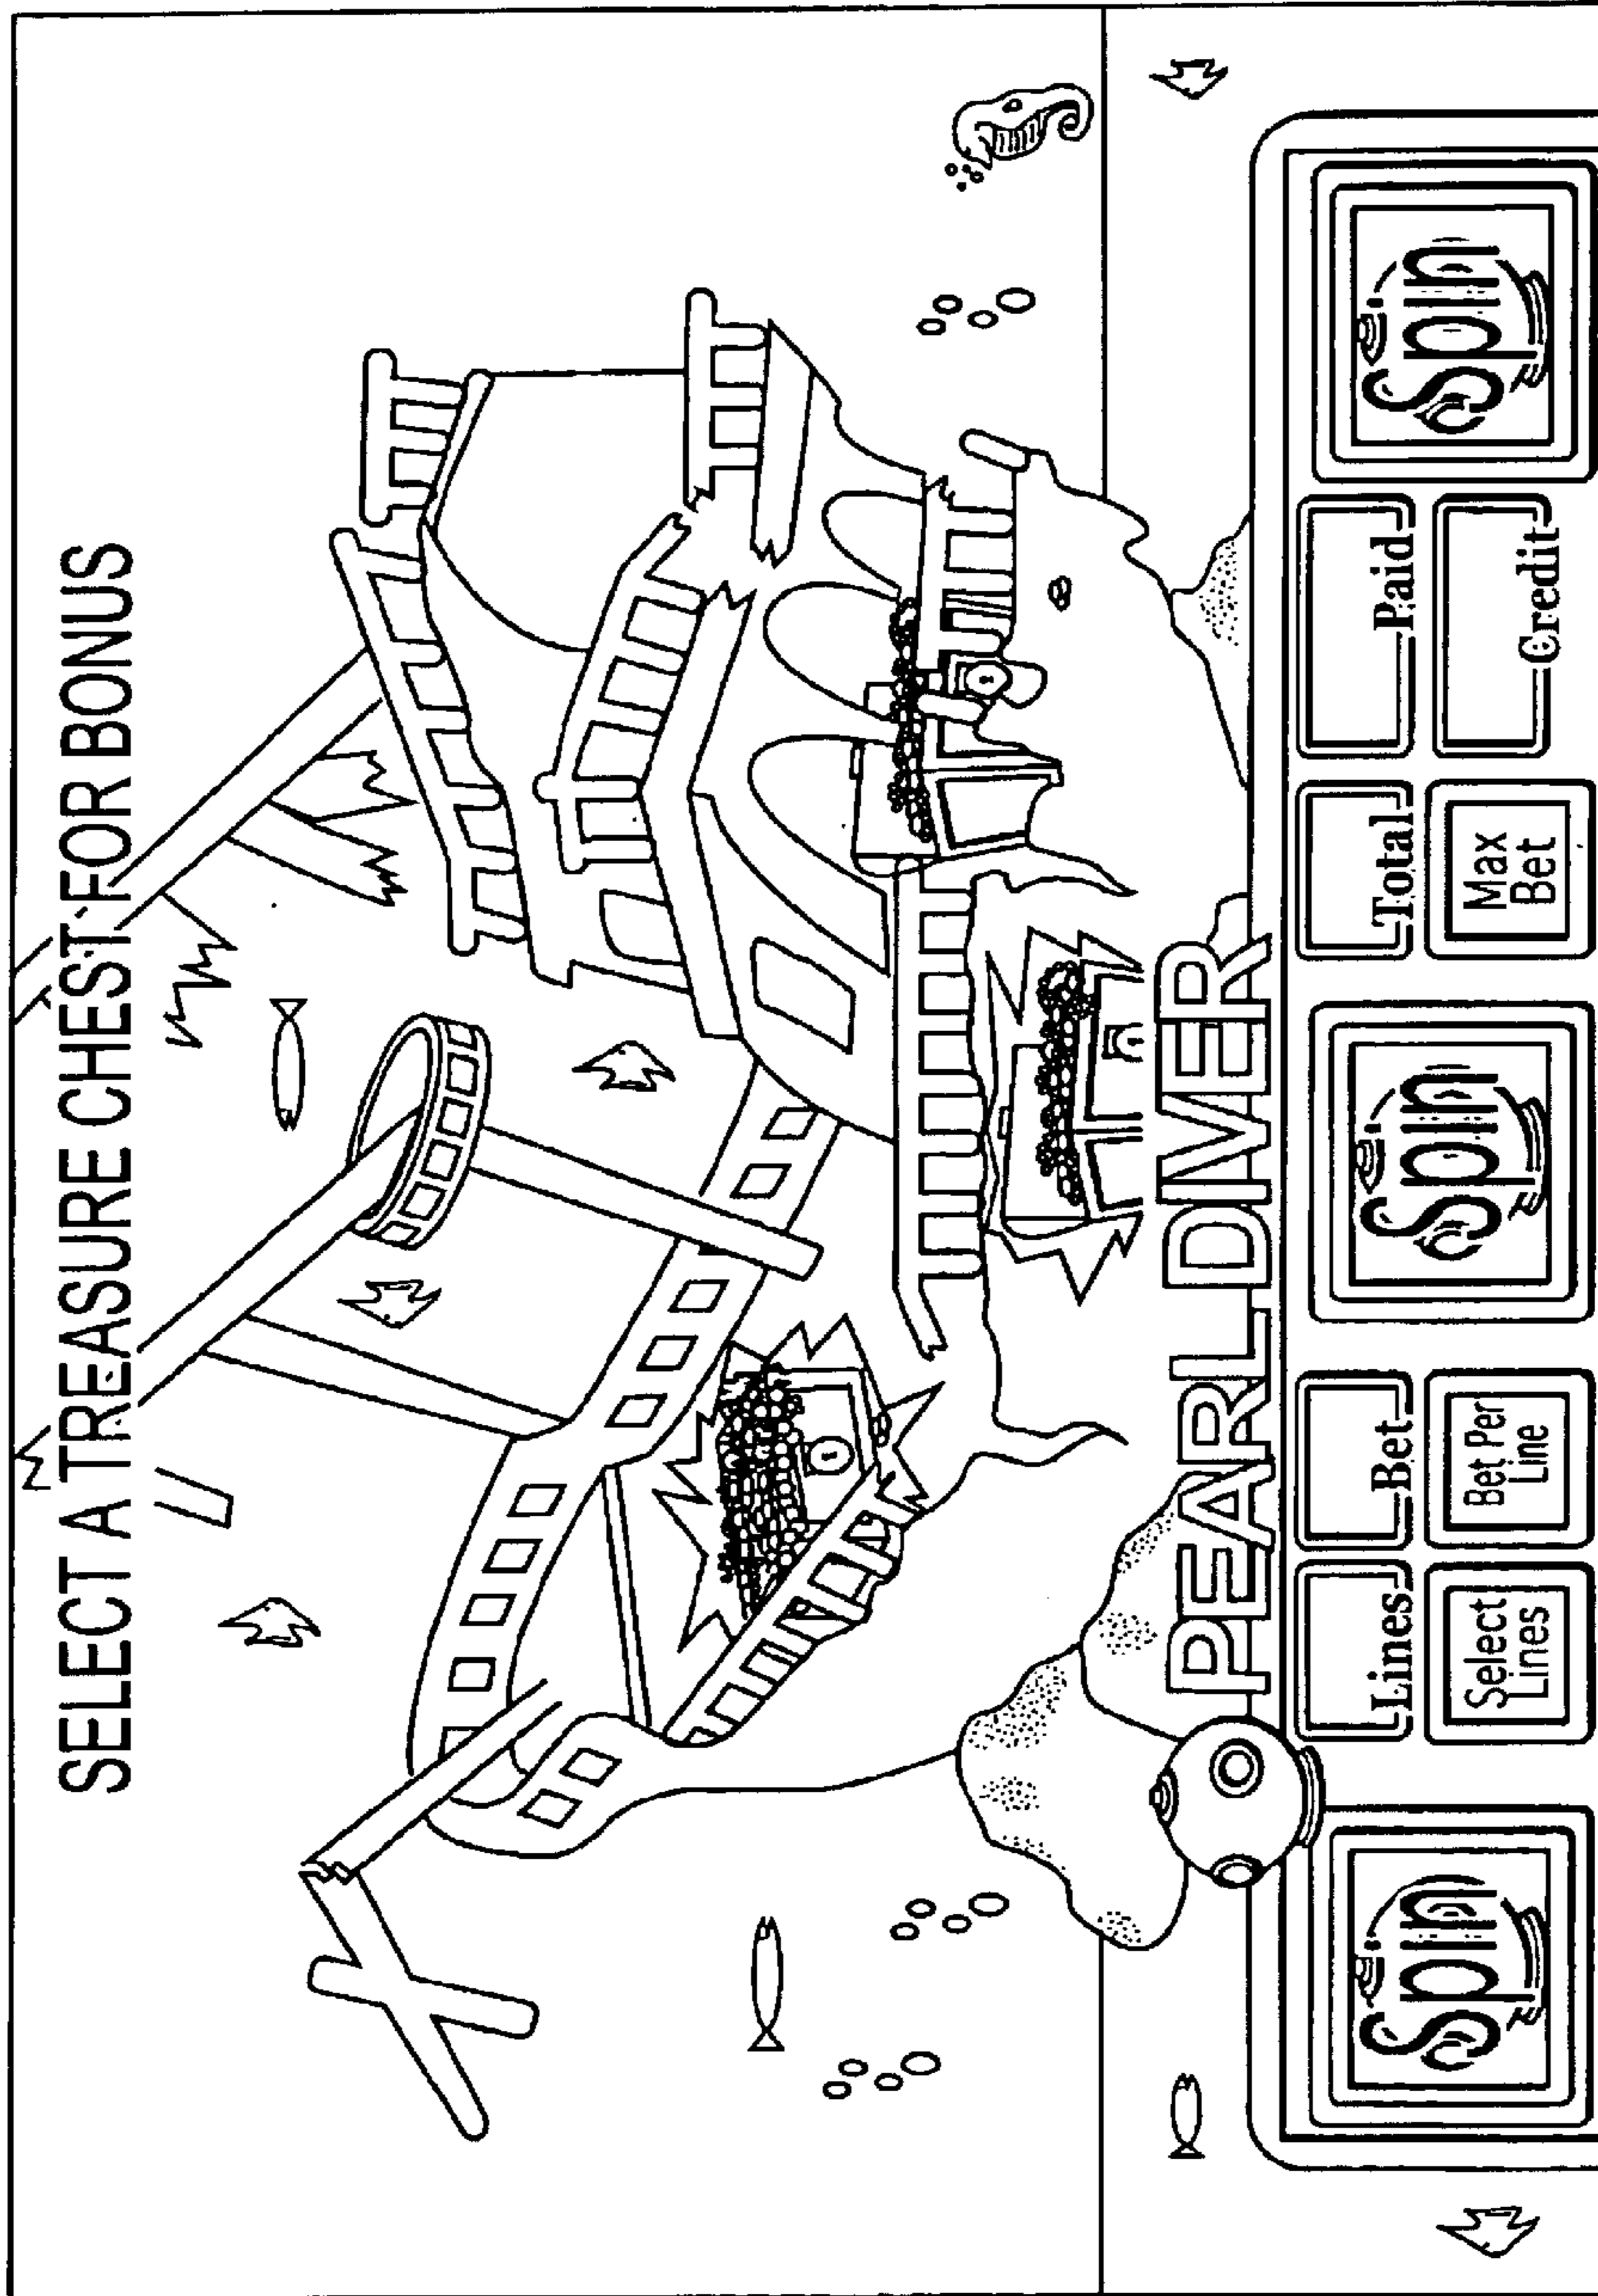 SELECT A TREASURE CHEST FOR BONUS
PEARL DIVER
Spin
Lines
Bet
Spin
Total
Paid
Spin
Select
Lines
Bet Per
Line
Max
Bet
Credit